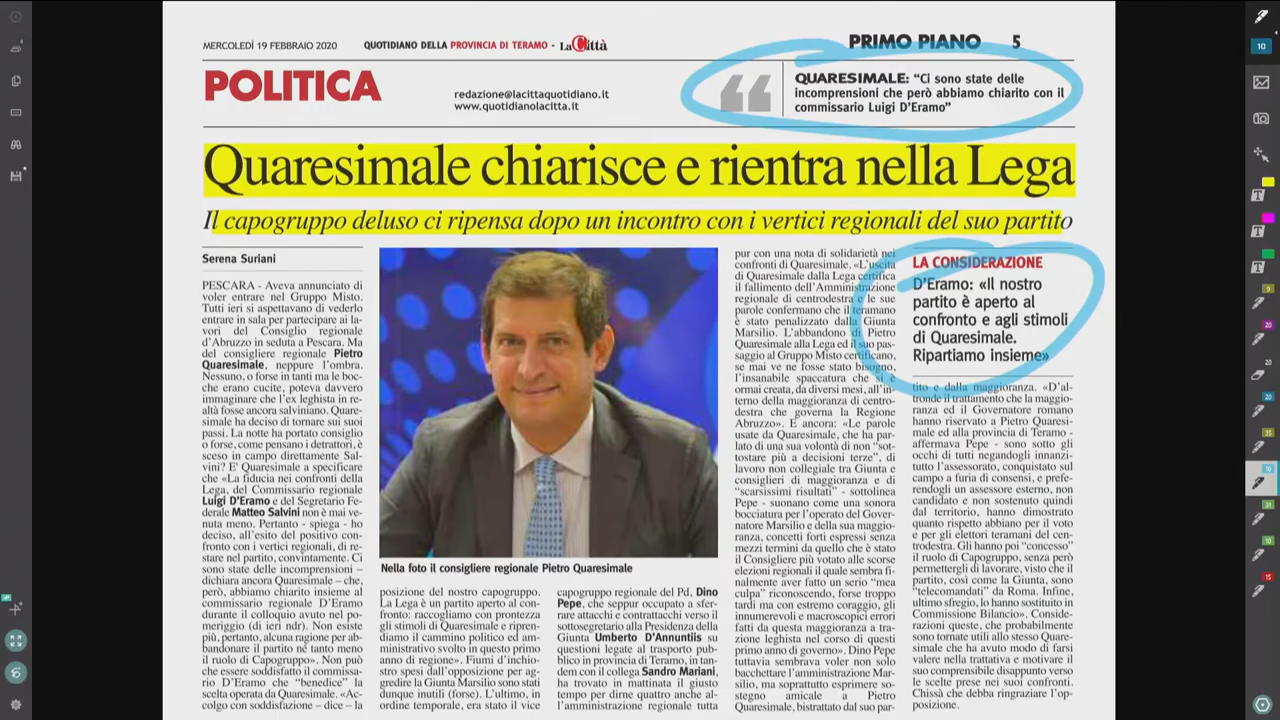 MERCOLEDÌ 19 FEBBRAIO 2020
QUOTIDIANO DELLA PROVINCIA DI TERAMO - La Città
PRIMO PIANO 5
POLITICA
redazione@lacittaquotidiano.it
www.quotidianolacitta.it
QUARESIMALE: “Ci sono state delle
incomprensioni che però abbiamo chiarito con il
commissario Luigi D’Eramo”
Quaresimale chiarisce e rientra nella Lega
Il capogruppo deluso ci ripensa dopo un incontro con i vertici regionali del suo partito
Serena Suriani
PESCARA - Aveva annunciato di
voler entrare nel Gruppo Misto.
Tutti ieri si aspettavano di vederlo
entrare in sala per partecipare ai la-
vori del Consiglio regionale
d’Abruzzo in seduta a Pescara. Ma
del consigliere regionale Pietro
Quaresimale, neppure l’ombra.
Nessuno, o forse in tanti ma le boc-
che erano cucite, poteva davvero
immaginare che l’ex leghista in re-
altà fosse ancora salviniano. Quare-
simale ha deciso di tornare sui suoi
passi. La notte ha portato consiglio
o forse, come pensano i detrattori, è
sceso in campo direttamente Sal-
vini? E' Quaresimale a specificare
che «La fiducia nei confronti della
Lega, del Commissario regionale
Luigi D’Eramo e del Segretario Fe-
derale Matteo Salvini non è mai ve-
nuta meno. Pertanto - spiega - ho
deciso, all’esito del positivo con-
fronto con i vertici regionali, di re-
stare nel partito, convintamente. Ci
sono state delle incomprensioni –
dichiara ancora Quaresimale – che,
però, abbiamo chiarito insieme al
commissario regionale D’Eramo
durante il colloquio avuto nel po-
meriggio (di ieri ndr). Non esiste
più, pertanto, alcuna ragione per ab-
bandonare il partito né tanto meno
il ruolo di Capogruppo». Non può
che essere soddisfatto il commissa-
rio D’Eramo che “benedice” la
scelta operata da Quaresimale. «Ac-
colgo con soddisfazione – dice – la
Nella foto il consigliere regionale Pietro Quaresimale
posizione del nostro capogruppo.
La Lega è un partito aperto al con-
fronto: raccogliamo con prontezza
gli stimoli di Quaresimale e ripren-
diamo il cammino politico ed am-
ministrativo svolto in questo primo
anno di regione». Fiumi d’inchio-
stro spesi dall’opposizione per ag-
gredire la Giunta Marsilio sono stati
dunque inutili (forse). L’ultimo, in
ordine temporale, era stato il vice
capogruppo regionale del Pd, Dino
Pepe, che seppur occupato a sfer-
rare attacchi e contrattacchi verso il
sottosegretario alla Presidenza della
Giunta Umberto D’Annuntiis su
questioni legate al trasporto pub-
blico in provincia di Teramo, in tan-
dem con il collega Sandro Mariani,
ha trovato in mattinata il giusto
tempo per dirne quattro anche al-
l’amministrazione regionale tutta
pur con una nota di solidarietà nei
confronti di Quaresimale. «L’uscita
di Quaresimale dalla Lega certifica
il fallimento dell’Amministrazione
regionale di centrodestra e le sue
parole confermano che il teramano
è stato penalizzato dalla Giunta
Marsilio. L’abbandono di Pietro
Quaresimale alla Lega ed il suo pas-
saggio al Gruppo Misto certificano,
se mai ve ne fosse stato bisogno,
l’insanabile spaccatura che si è
ormai creata, da diversi mesi, all’in-
terno della maggioranza di centro-
destra che governa la Regione
Abruzzo». E ancora: «Le parole
usate da Quaresimale, che ha par-
lato di una sua volontà di non “sot-
tostare più a decisioni terze”, di
lavoro non collegiale tra Giunta e
consiglieri di maggioranza e di
“scarsissimi risultati” - sottolinea
Pepe - suonano come una sonora
bocciatura per l’operato del Gover-
natore Marsilio e della sua maggio-
ranza, concetti forti espressi senza
mezzi termini da quello che è stato
il Consigliere più votato alle scorse
elezioni regionali il quale sembra fi-
nalmente aver fatto un serio “mea
culpa” riconoscendo, forse troppo
tardi ma con estremo coraggio, gli
innumerevoli e macroscopici errori
fatti da questa maggioranza a tra-
zione leghista nel corso di questi
primo anno di governo». Dino Pepe
tuttavia sembrava voler non solo
bacchettare l’amministrazione Mar-
silio, ma soprattutto esprimere so-
stegno amicale a Pietro
Quaresimale, bistrattato dal suo par-
LA CONSIDERAZIONE
D’Eramo: «Il nostro
partito è aperto al
confronto e agli stimoli
di Quaresimale.
Ripartiamo insieme»
tito e dalla maggioranza. «D’al-
tronde il trattamento che la maggio-
ranza ed il Governatore romano
hanno riservato a Pietro Quaresi-
male ed alla provincia di Teramo -
affermava Pepe - sono sotto gli
occhi di tutti negandogli innanzi-
tutto l’assessorato, conquistato sul
campo a furia di consensi, e prefe-
rendogli un assessore esterno, non
candidato e non sostenuto quindi
dal territorio, hanno dimostrato
quanto rispetto abbiano per il voto
e per gli elettori teramani del cen-
trodestra. Gli hanno poi “concesso”
il ruolo di Capogruppo, senza però
permettergli di lavorare, visto che il
partito, così come la Giunta, sono
“telecomandati” da Roma. Infine,
ultimo sfregio, lo hanno sostituito in
Commissione Bilancio». Conside-
razioni queste, che probabilmente
sono tornate utili allo stesso Quare-
simale che ha avuto modo di farsi
valere nella trattativa e motivare il
suo comprensibile disappunto verso
le scelte prese nei suoi confronti.
Chissà che debba ringraziare l’op-
posizione.